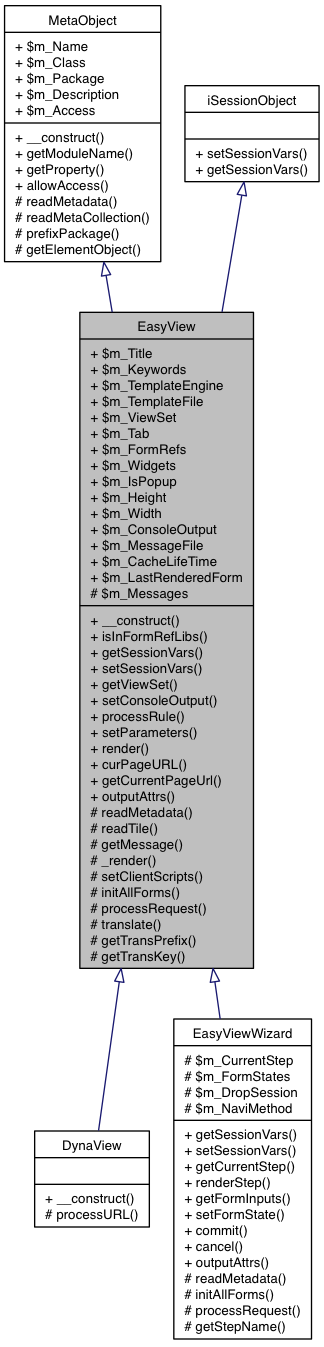 MetaObject
+ $m_Name
+ $m_Class
+ $m_Package
+ $m_Description
+ $m_Access
+ __construct()
+ getModuleName()
+ getProperty()
+ allowAccess()
# readMetadata()
# readMetaCollection()
# prefixPackage()
# getElementObject()
iSessionObject
+ setSessionVars()
+ getSessionVars()
EasyView
+ $m_Title
+ $m_Keywords
+ $m_TemplateEngine
+ $m_TemplateFile
+ $m_ViewSet
+ $m_Tab
+ $m_FormRefs
+ $m_Widgets
+ $m_IsPopup
+ $m_Height
+ $m_Width
+ $m_ConsoleOutput
+ $m_MessageFile
+ $m_CacheLifeTime
+ $m_LastRenderedForm
# $m_Messages
+ __construct()
+ isInFormRefLibs()
+ getSessionVars()
+ setSessionVars()
+ getViewSet()
+ setConsoleOutput()
+ processRule()
+ setParameters()
+ render()
+ curPageURL()
+ getCurrentPageUrl()
+ outputAttrs()
# readMetadata()
# readTile()
# getMessage()
# _render()
# setClientScripts()
# initAllForms()
# processRequest()
# translate()
# getTransPrefix()
# getTransKey()
DynaView
+ __construct()
# processURL()
EasyViewWizard
# $m_CurrentStep
# $m_FormStates
# $m_DropSession
# $m_NaviMethod
+ getSessionVars()
+ setSessionVars()
+ getCurrentStep()
+ renderStep()
+ getFormInputs()
+ setFormState()
+ commit()
+ cancel()
+ outputAttrs()
# readMetadata()
# initAllForms()
# processRequest()
# getStepName()